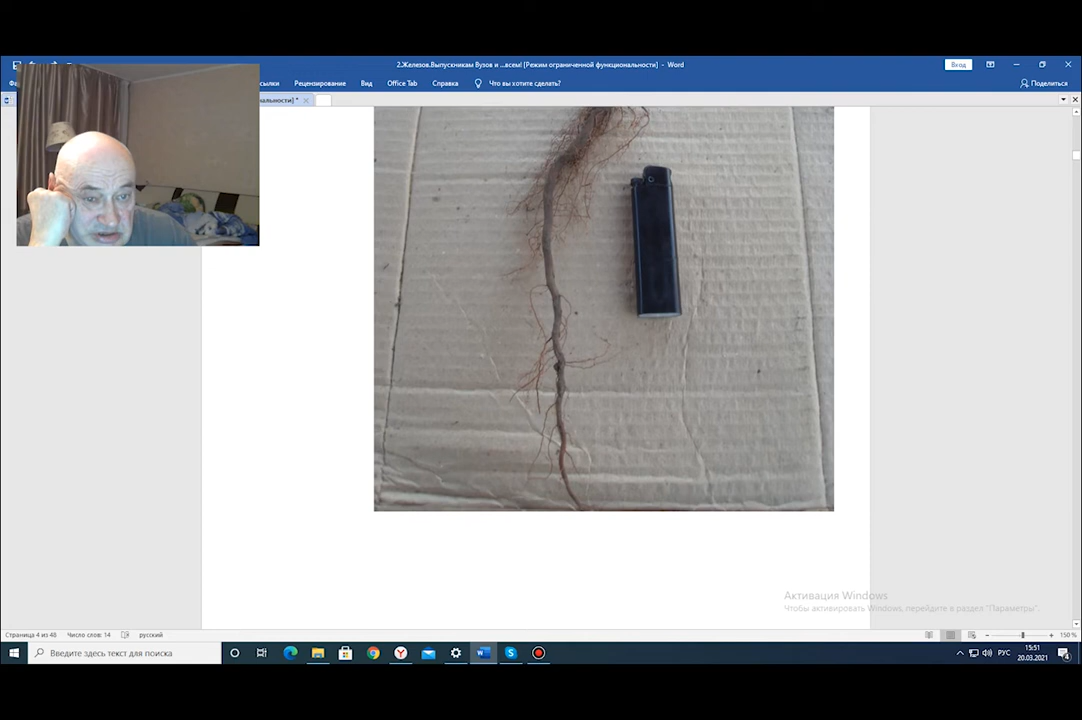 2.Железов.Выпускникам Вузов и ...всем! [Режим ограниченной функциональности] - Word
Вход
Рецензирование
Вид
Office Tab
Справка
Что вы хотите сделать?
Поделиться
Активация Windows
Чтобы активировать Windows, перейдите в раздел "Параметры".
Страница 4 из 48
Число слов: 14
русский
150 %
Введите здесь текст для поиска
РУС
15:51
20.03.2021
4